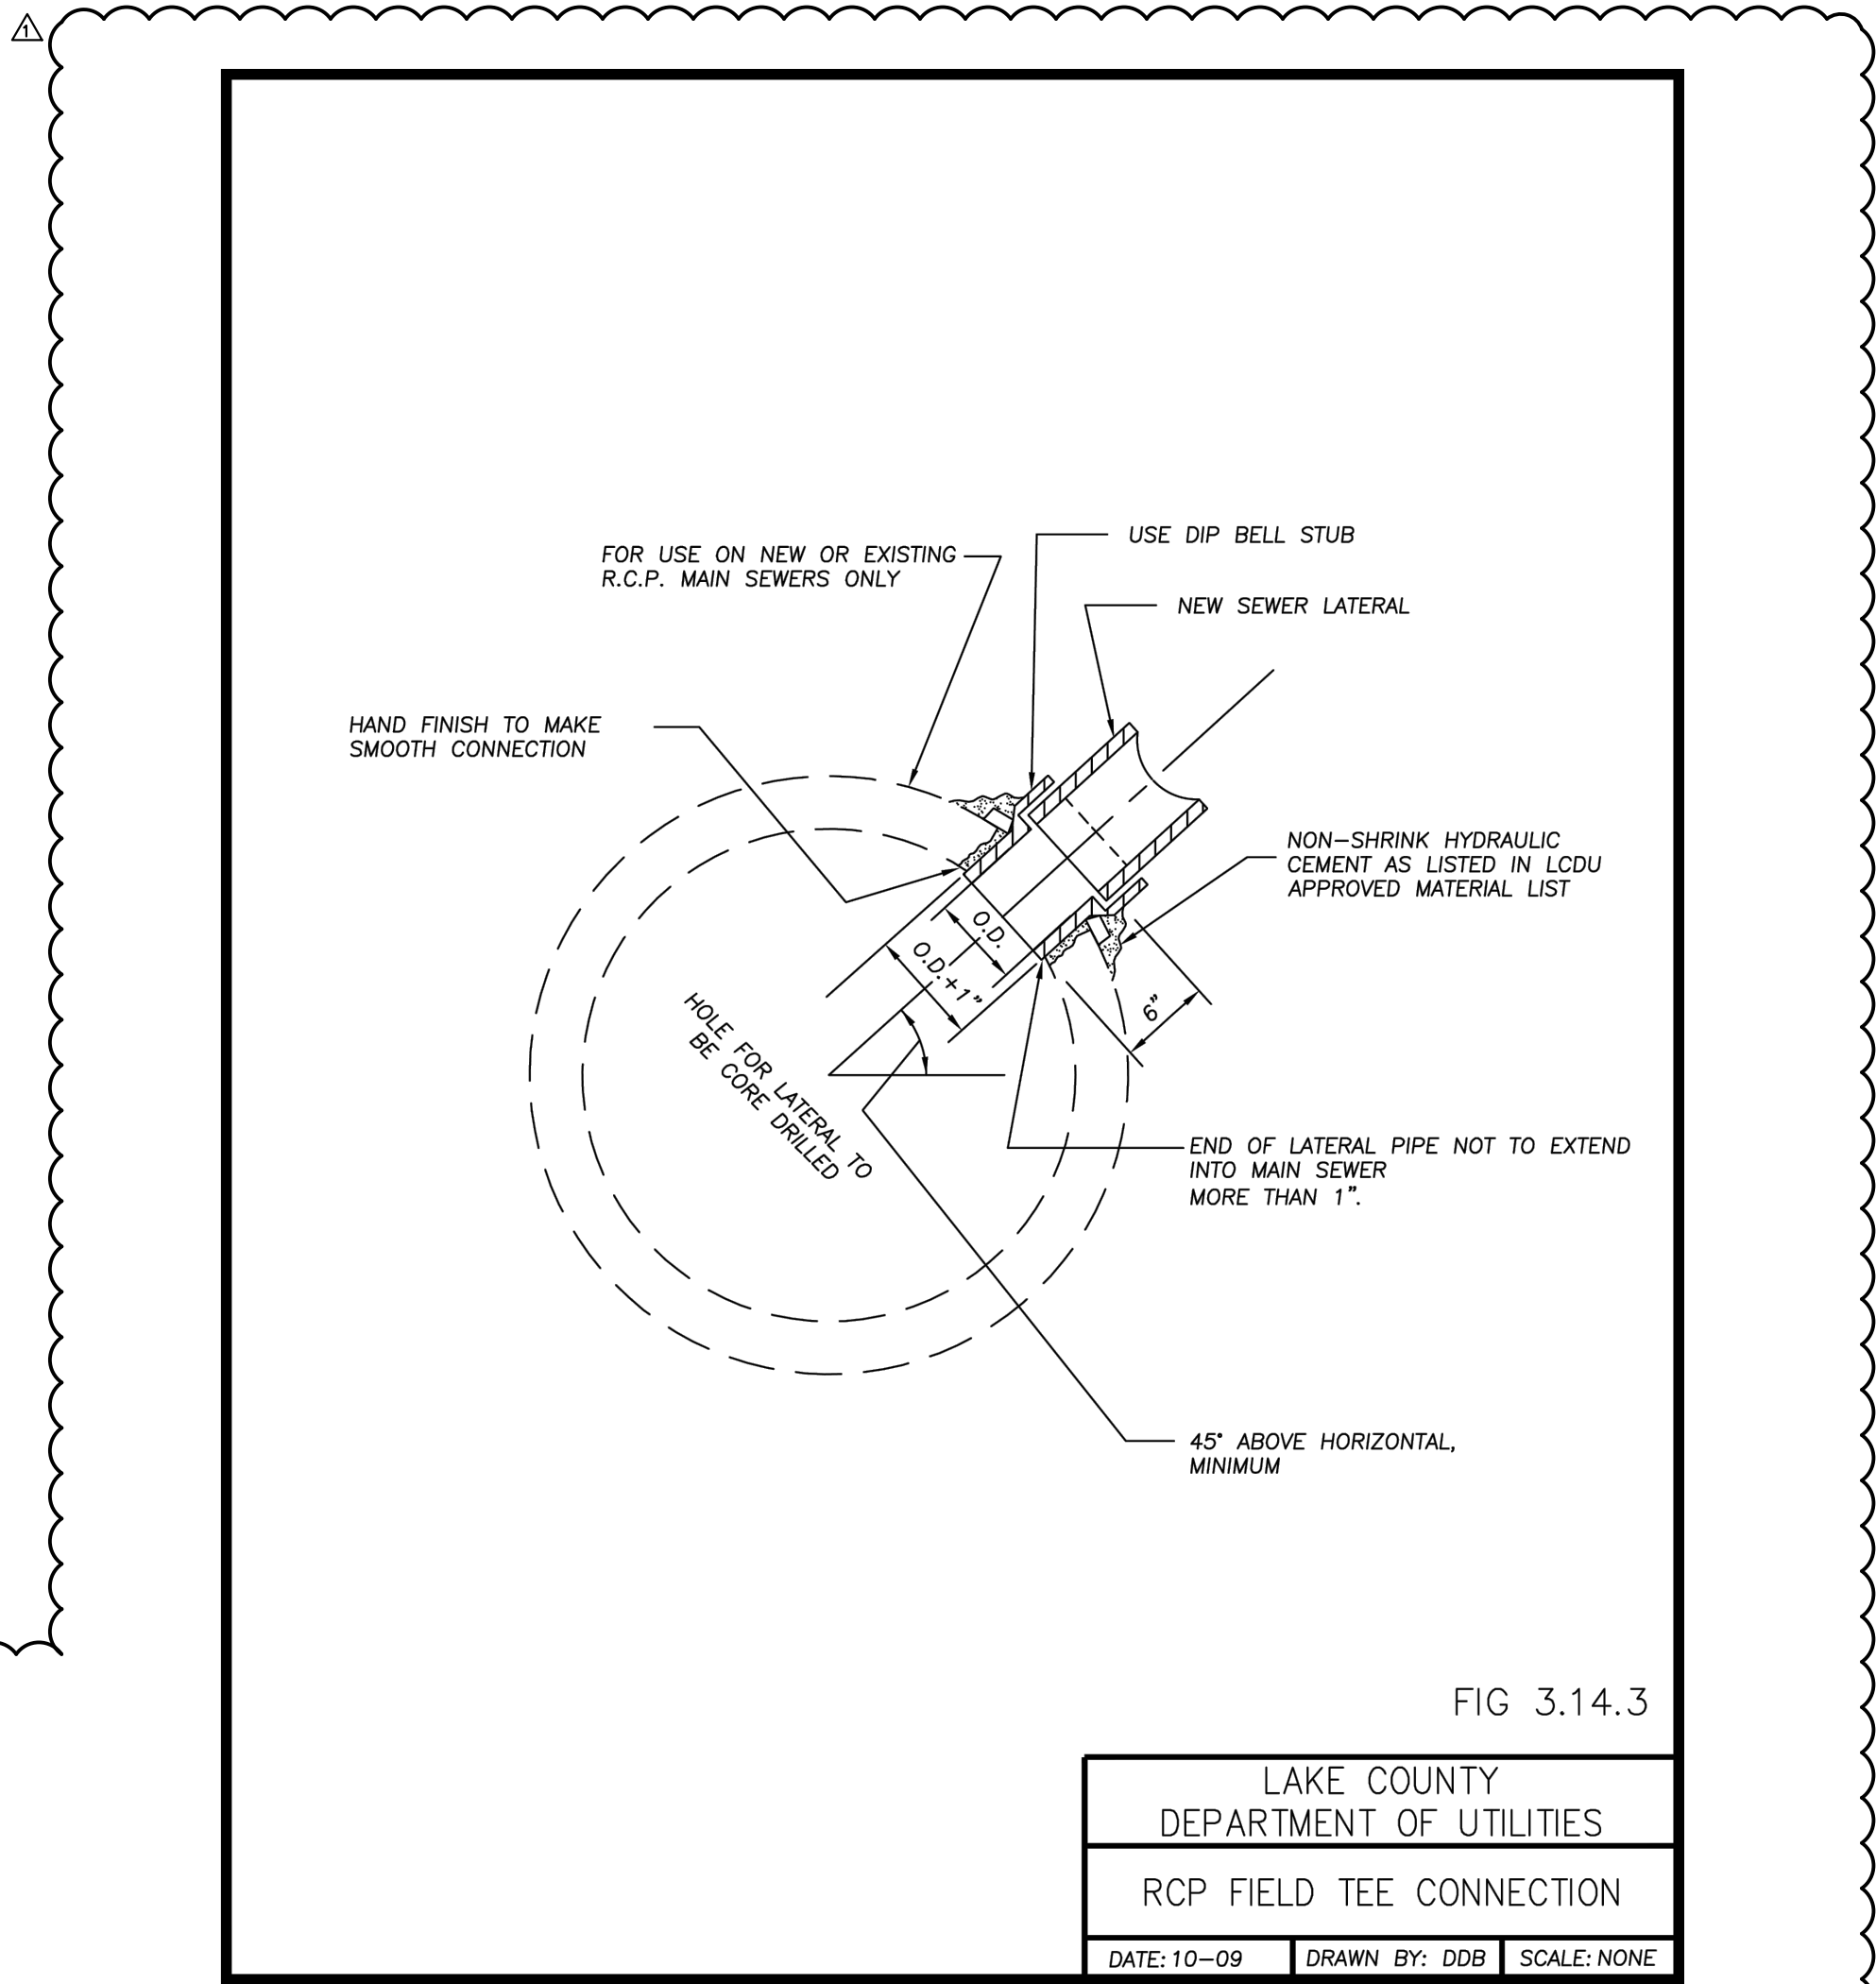 1
FOR USE ON NEW OR EXISTING
R.C.P. MAIN SEWERS ONLY
USE DIP BELL STUB
NEW SEWER LATERAL
HAND FINISH TO MAKE
SMOOTH CONNECTION
NON-SHRINK HYDRAULIC
CEMENT AS LISTED IN LCDU
APPROVED MATERIAL LIST
O.D.
O.D.+1"
6"
HOLE FOR LATERAL TO
BE CORE DRILLED
END OF LATERAL PIPE NOT TO EXTEND
INTO MAIN SEWER
MORE THAN 1".
45° ABOVE HORIZONTAL,
MINIMUM
FIG 3.14.3
LAKE COUNTY
DEPARTMENT OF UTILITIES
RCP FIELD TEE CONNECTION
DATE: 10-09 DRAWN BY: DDB SCALE: NONE